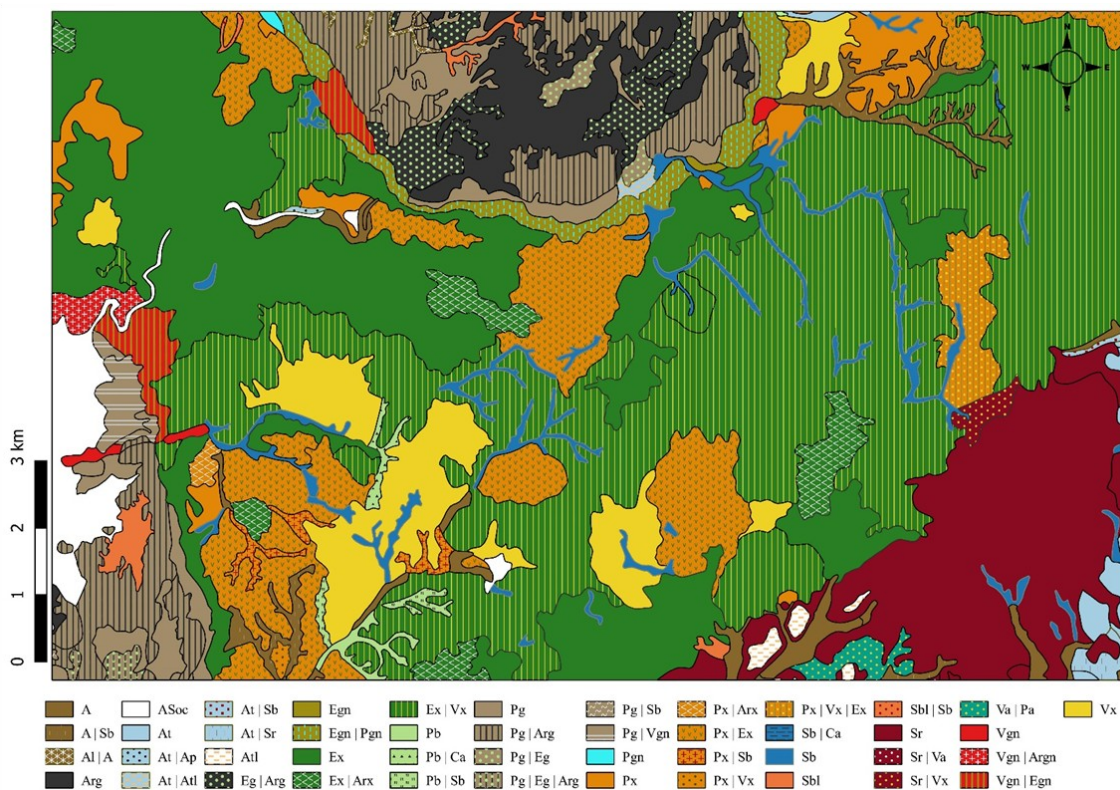 N
W E
S
3 km
2
1
0
A ASoc At | Sb Egn Ex | Vx Pg Pg | Sb Px | Arx Px | Vx | Ex Sbl | Sb Va | Pa Vx
A | Sb At At | Sr Egn | Pgn Pb Pg | Arg Pg | Vgn Px | Ex Sb | Ca Sr Vgn
Al | A At | Ap Atl Ex Pb | Ca Pg | Eg Pgn Px | Sb Sb Sr | Va Vgn | Argn
Arg At | Atl Eg | Arg Ex | Arx Pb | Sb Pg | Eg | Arg Px Px | Vx Sbl Sr | Vx Vgn | Egn